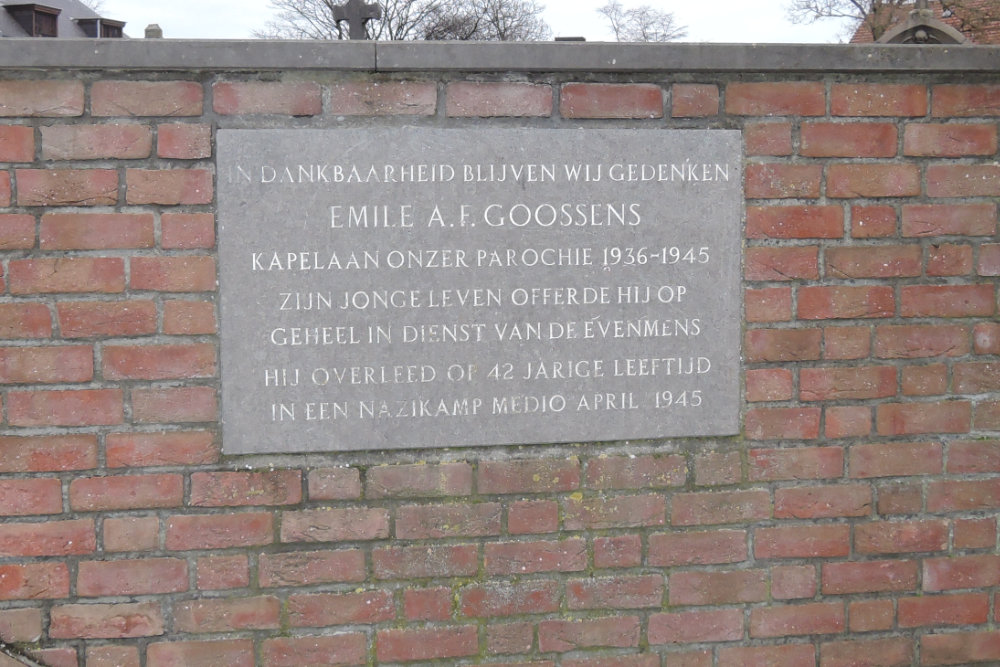 IN DANKBAARHEID BLIJVEN WIJ GEDENKEN
EMILE A.F. GOOSSENS
KAPELAAN ONZER PAROCHIE 1936-1945
ZIJN JONGE LEVEN OFFERDE HIJ OP
GEHEEL IN DIENST VAN DE ÉVENMENS
HIJ OVERLEED OP 42 JARIGE LEEFTIJD
IN EEN NAZIKAMP MEDIO APRIL 1945